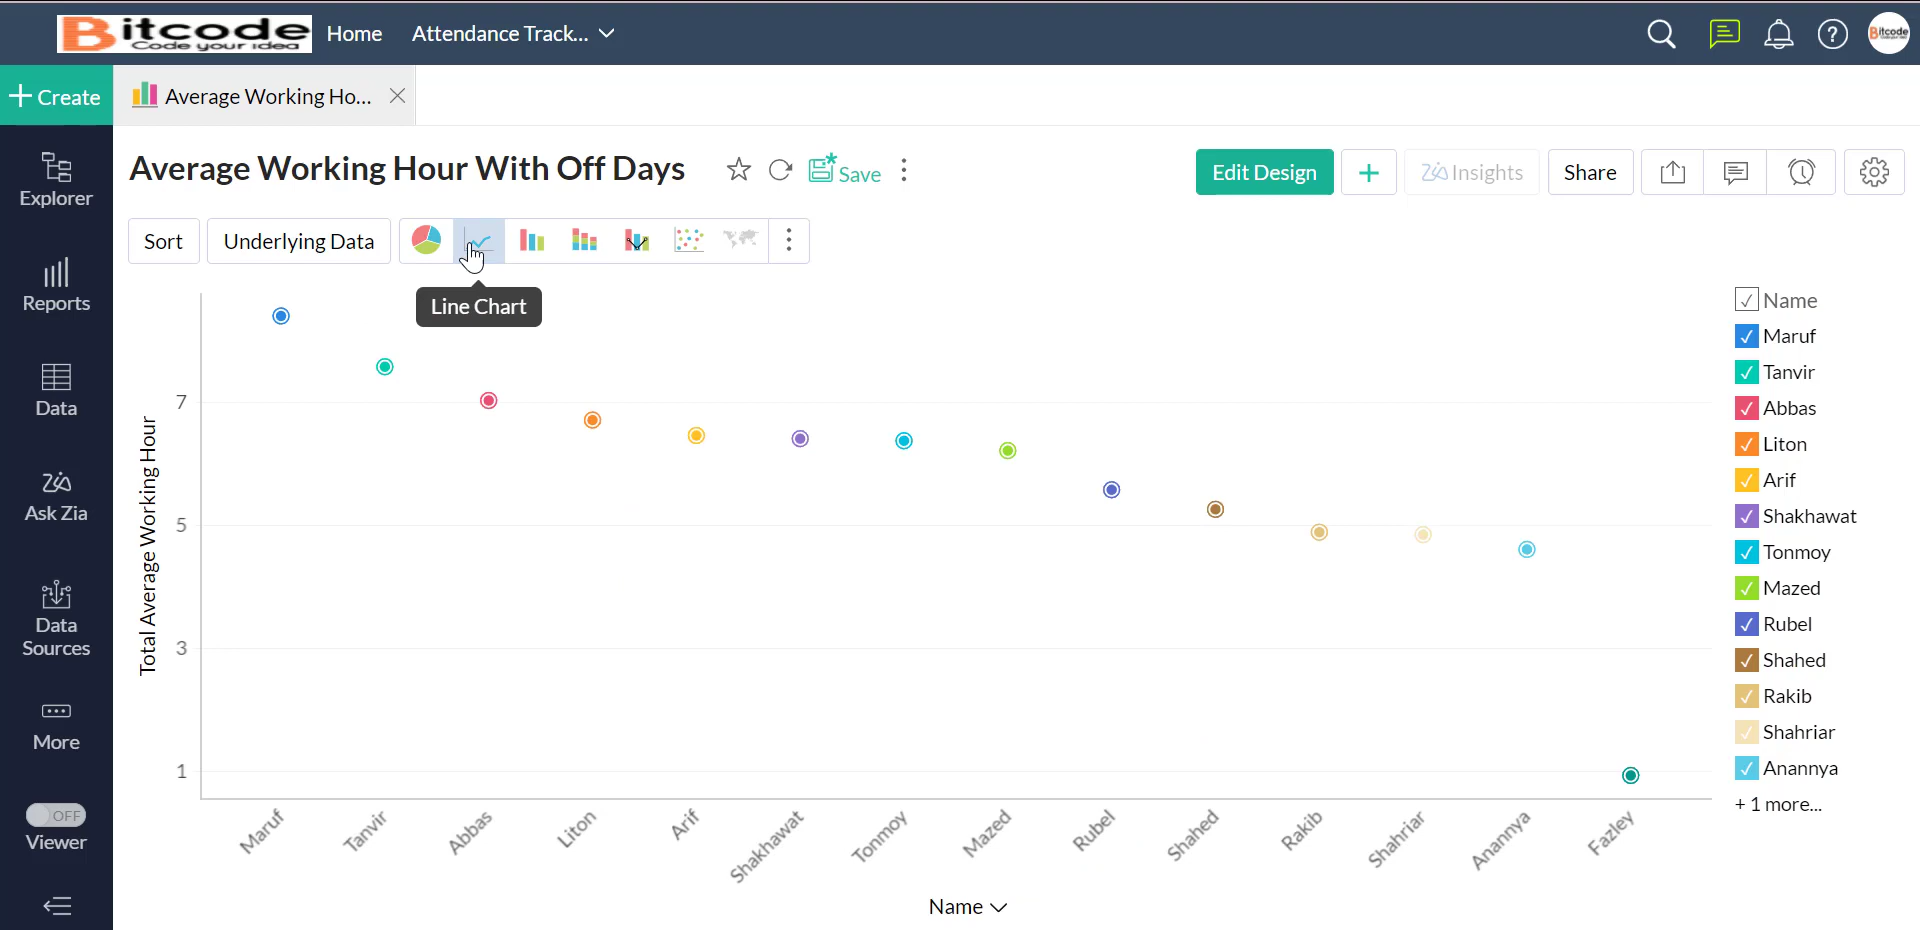 Bitcode
Code your idea
Home
Attendance Track...
+ Create
Average Working Ho...
Explorer
Reports
Data
Ask Zia
Data
Sources
More
OFF
Viewer
Average Working Hour With Off Days
Save
Edit Design
+
Insights
Share
Sort
Underlying Data
Line Chart
Total Average Working Hour
7
5
3
1
Maruf
Tanvir
Abbas
Liton
Arif
Shakhawat
Tonmoy
Mazed
Rubel
Shahed
Rakib
Shahriar
Anannya
Fazley
Name
Name
Maruf
Tanvir
Abbas
Liton
Arif
Shakhawat
Tonmoy
Mazed
Rubel
Shahed
Rakib
Shahriar
Anannya
+ 1 more...